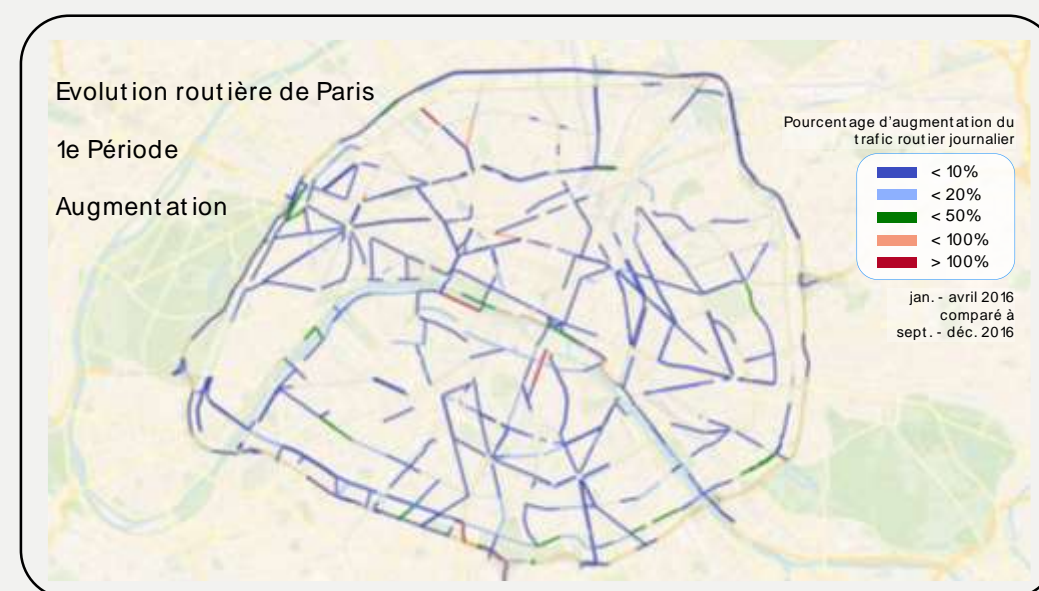 Evolution routière de Paris
1e Période
Augmentation
Pourcentage d'augmentation du
trafic routier journalier
< 10%
< 20%
< 50%
< 100%
> 100%
jan. - avril 2016
comparé à
sept. - déc. 2016